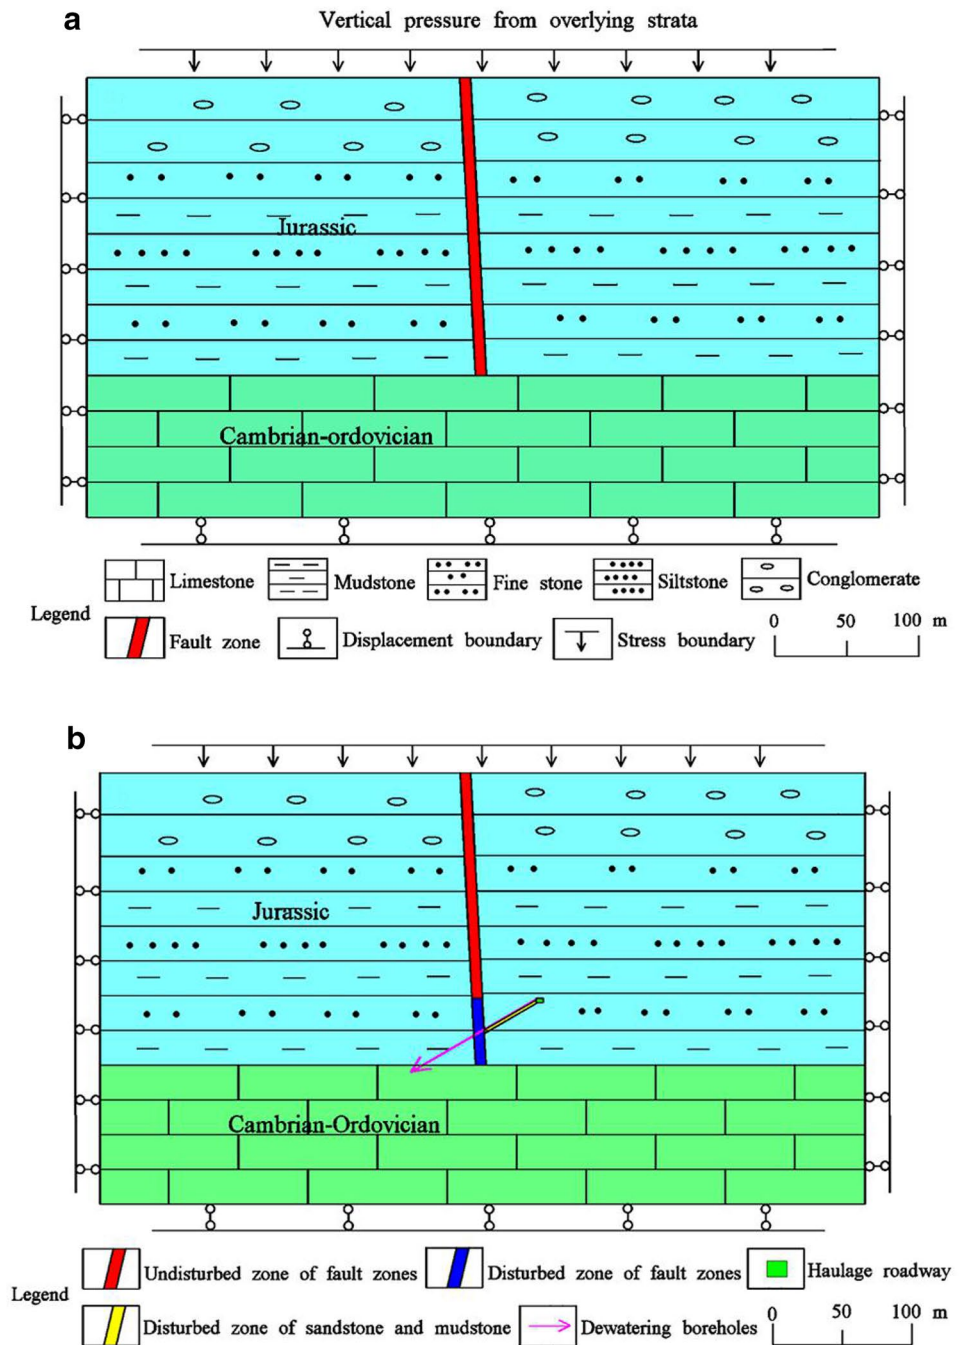 a
Vertical pressure from overlying strata
Jurassic
Cambrian-ordovician
Limestone Mudstone Fine stone Siltstone Conglomerate
Legend
Fault zone Displacement boundary Stress boundary
0 50 100 m
b
Jurassic
Cambrian-Ordovician
Undisturbed zone of fault zones Disturbed zone of fault zones Haulage roadway
Legend
Disturbed zone of sandstone and mudstone Dewatering boreholes
0 50 100 m